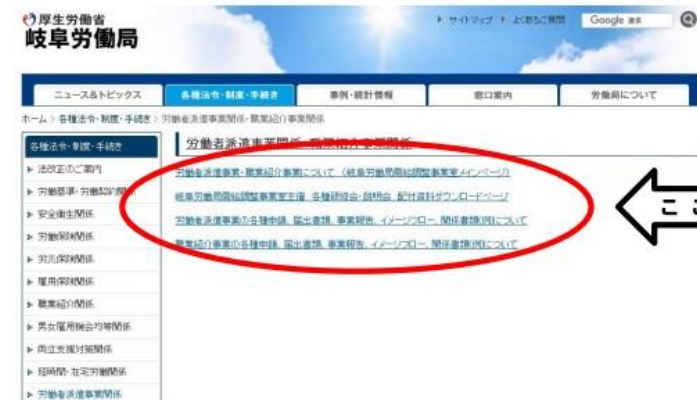 厚生労働省
岐阜労働局
サイトマップ
よくあるご質問
Google
ニュース&トピックス
各種法令・制度・手続き
事例・統計情報
窓口案内
労働局について
ホーム > 各種法令・制度・手続き > 労働者派遣事業関係・職業紹介事業関係
各種法令・制度・手続き
労働者派遣事業関係・職業紹介事業関係
法改正のご案内
労働基準・労働契約関係
安全衛生関係
労働保険関係
労災保険関係
雇用保険関係
職業紹介関係
男女雇用機会均等関係
両立支援対策関係
短時間・在宅労働関係
労働者派遣事業関係
労働者派遣事業・職業紹介事業について（岐阜労働局需給調整事業室メインページ）
岐阜労働局需給調整事業室主催 各種研修会・説明会 配付資料ダウンロードページ
労働者派遣事業の各種申請、届出書類、事業報告、イメージフロー、関係書類(例)について
職業紹介事業の各種申請、届出書類、事業報告、イメージフロー、関係書類(例)について
ここ